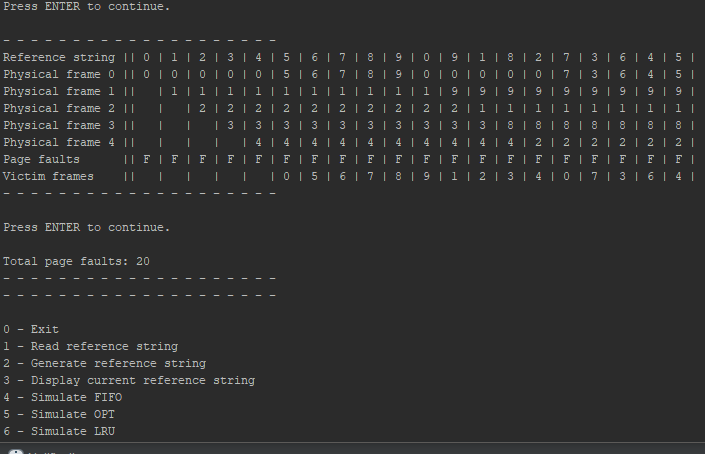 Press ENTER to continue.
- - - - - - - - - - - - - - - - - - - -
Reference string || 0 | 1 | 2 | 3 | 4 | 5 | 6 | 7 | 8 | 9 | 0 | 9 | 1 | 8 | 2 | 7 | 3 | 6 | 4 | 5 |
Physical frame 0 || 0 | 0 | 0 | 0 | 0 | 5 | 6 | 7 | 8 | 9 | 0 | 0 | 0 | 0 | 0 | 7 | 3 | 6 | 4 | 5 |
Physical frame 1 ||   | 1 | 1 | 1 | 1 | 1 | 1 | 1 | 1 | 1 | 1 | 9 | 9 | 9 | 9 | 9 | 9 | 9 | 9 | 9 |
Physical frame 2 ||   |   | 2 | 2 | 2 | 2 | 2 | 2 | 2 | 2 | 2 | 2 | 1 | 1 | 1 | 1 | 1 | 1 | 1 | 1 |
Physical frame 3 ||   |   |   | 3 | 3 | 3 | 3 | 3 | 3 | 3 | 3 | 3 | 3 | 8 | 8 | 8 | 8 | 8 | 8 | 8 |
Physical frame 4 ||   |   |   |   | 4 | 4 | 4 | 4 | 4 | 4 | 4 | 4 | 4 | 4 | 2 | 2 | 2 | 2 | 2 | 2 |
Page faults      || F | F | F | F | F | F | F | F | F | F | F | F | F | F | F | F | F | F | F | F |
Victim frames    ||   |   |   |   |   | 0 | 5 | 6 | 7 | 8 | 9 | 1 | 2 | 3 | 4 | 0 | 7 | 3 | 6 | 4 |
- - - - - - - - - - - - - - - - - - - -
Press ENTER to continue.
Total page faults: 20
- - - - - - - - - - - - - - - - - - - -
- - - - - - - - - - - - - - - - - - - -
0 - Exit
1 - Read reference string
2 - Generate reference string
3 - Display current reference string
4 - Simulate FIFO
5 - Simulate OPT
6 - Simulate LRU